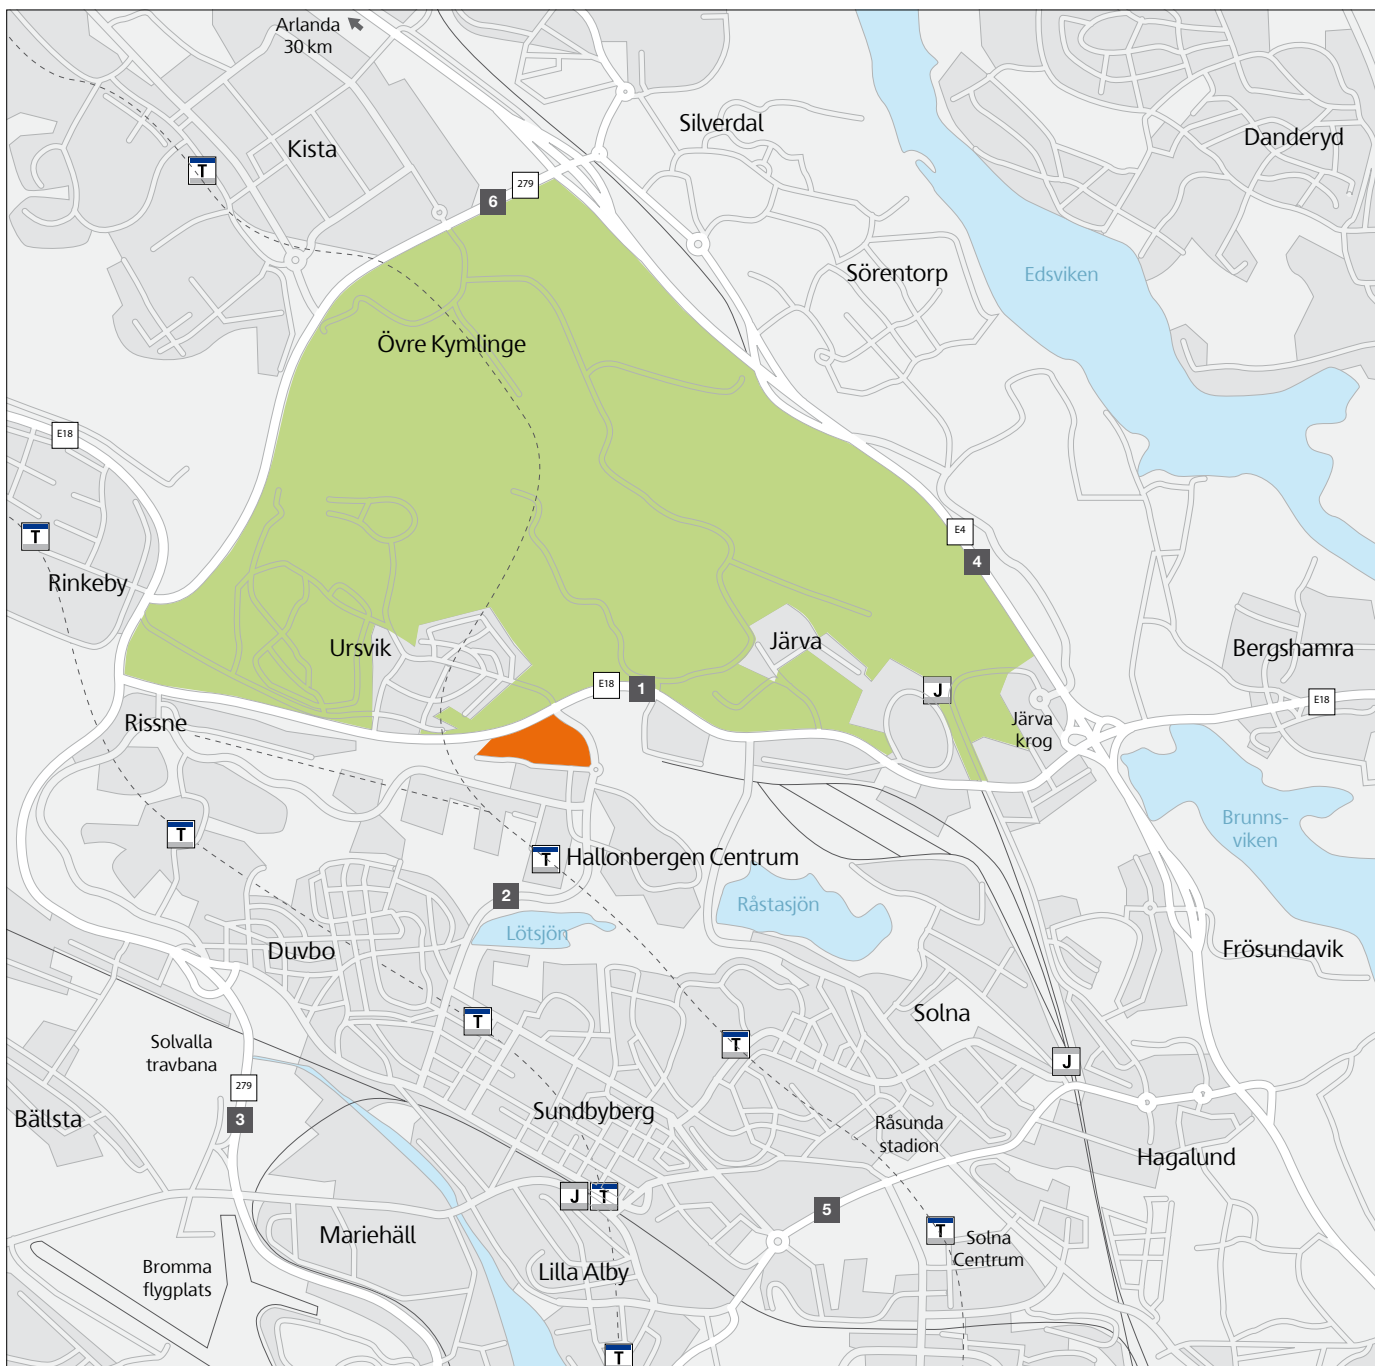 Arlanda
30 km
Silverdal
Danderyd
Kista
T
279
6
Sörentorp
Edsviken
Övre Kymlinge
E18
T
E4
4
Rinkeby
Ursvik
Järva
Bergshamra
E18
1
J
E18
Rissne
Järva
krog
Brunns-
viken
T
T
Hallonbergen Centrum
2
Råstasjön
Lötsjön
Duvbo
Frösundavik
Solna
T
T
Solvalla
travbana
J
279
3
Bällsta
Sundbyberg
Råsunda
stadion
Hagalund
J
T
5
Mariehäll
T
Solna
Centrum
Bromma
flygplats
Lilla Alby
T